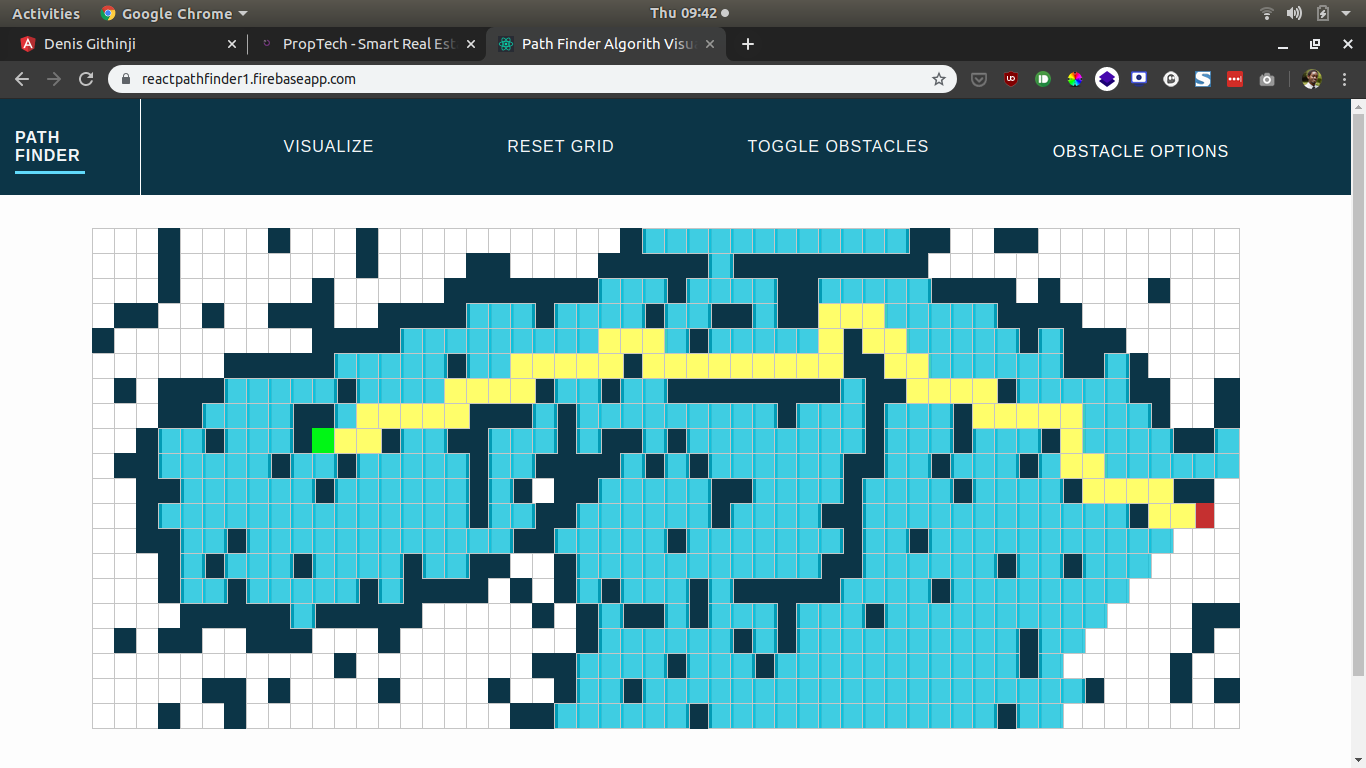 Activities
Google Chrome
Thu 09:42
Denis Githinji
PropTech - Smart Real Est
Path Finder Algorith Visu
reactpathfinder1.firebaseapp.com
PATH
FINDER
VISUALIZE
RESET GRID
TOGGLE OBSTACLES
OBSTACLE OPTIONS